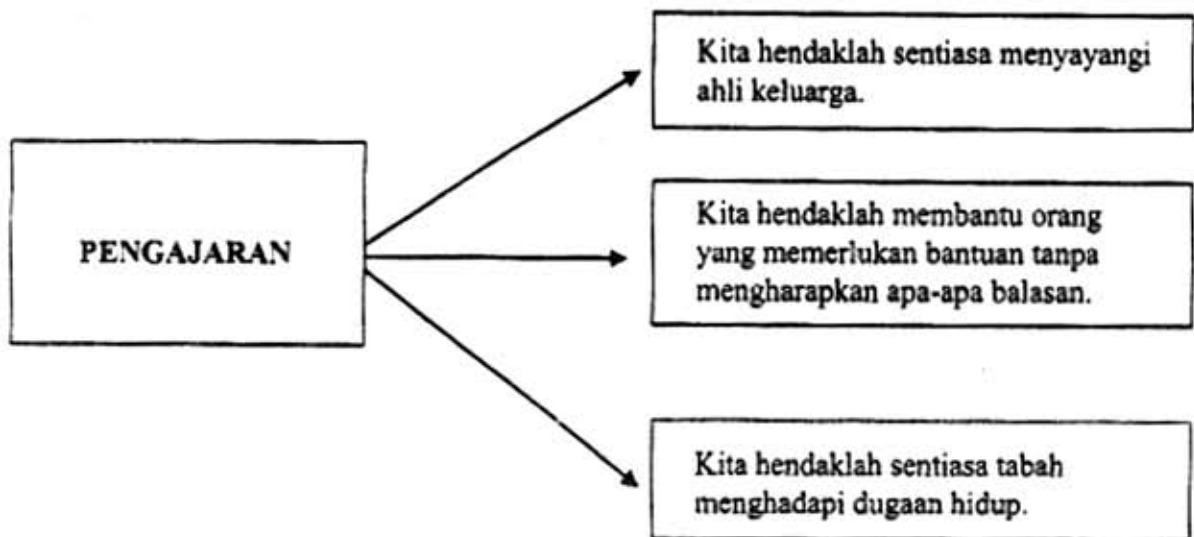 PENGAJARAN
Kita hendaklah sentiasa menyayangi
ahli keluarga.
Kita hendaklah membantu orang
yang memerlukan bantuan tanpa
mengharapkan apa-apa balasan.
Kita hendaklah sentiasa tabah
menghadapi dugaan hidup.